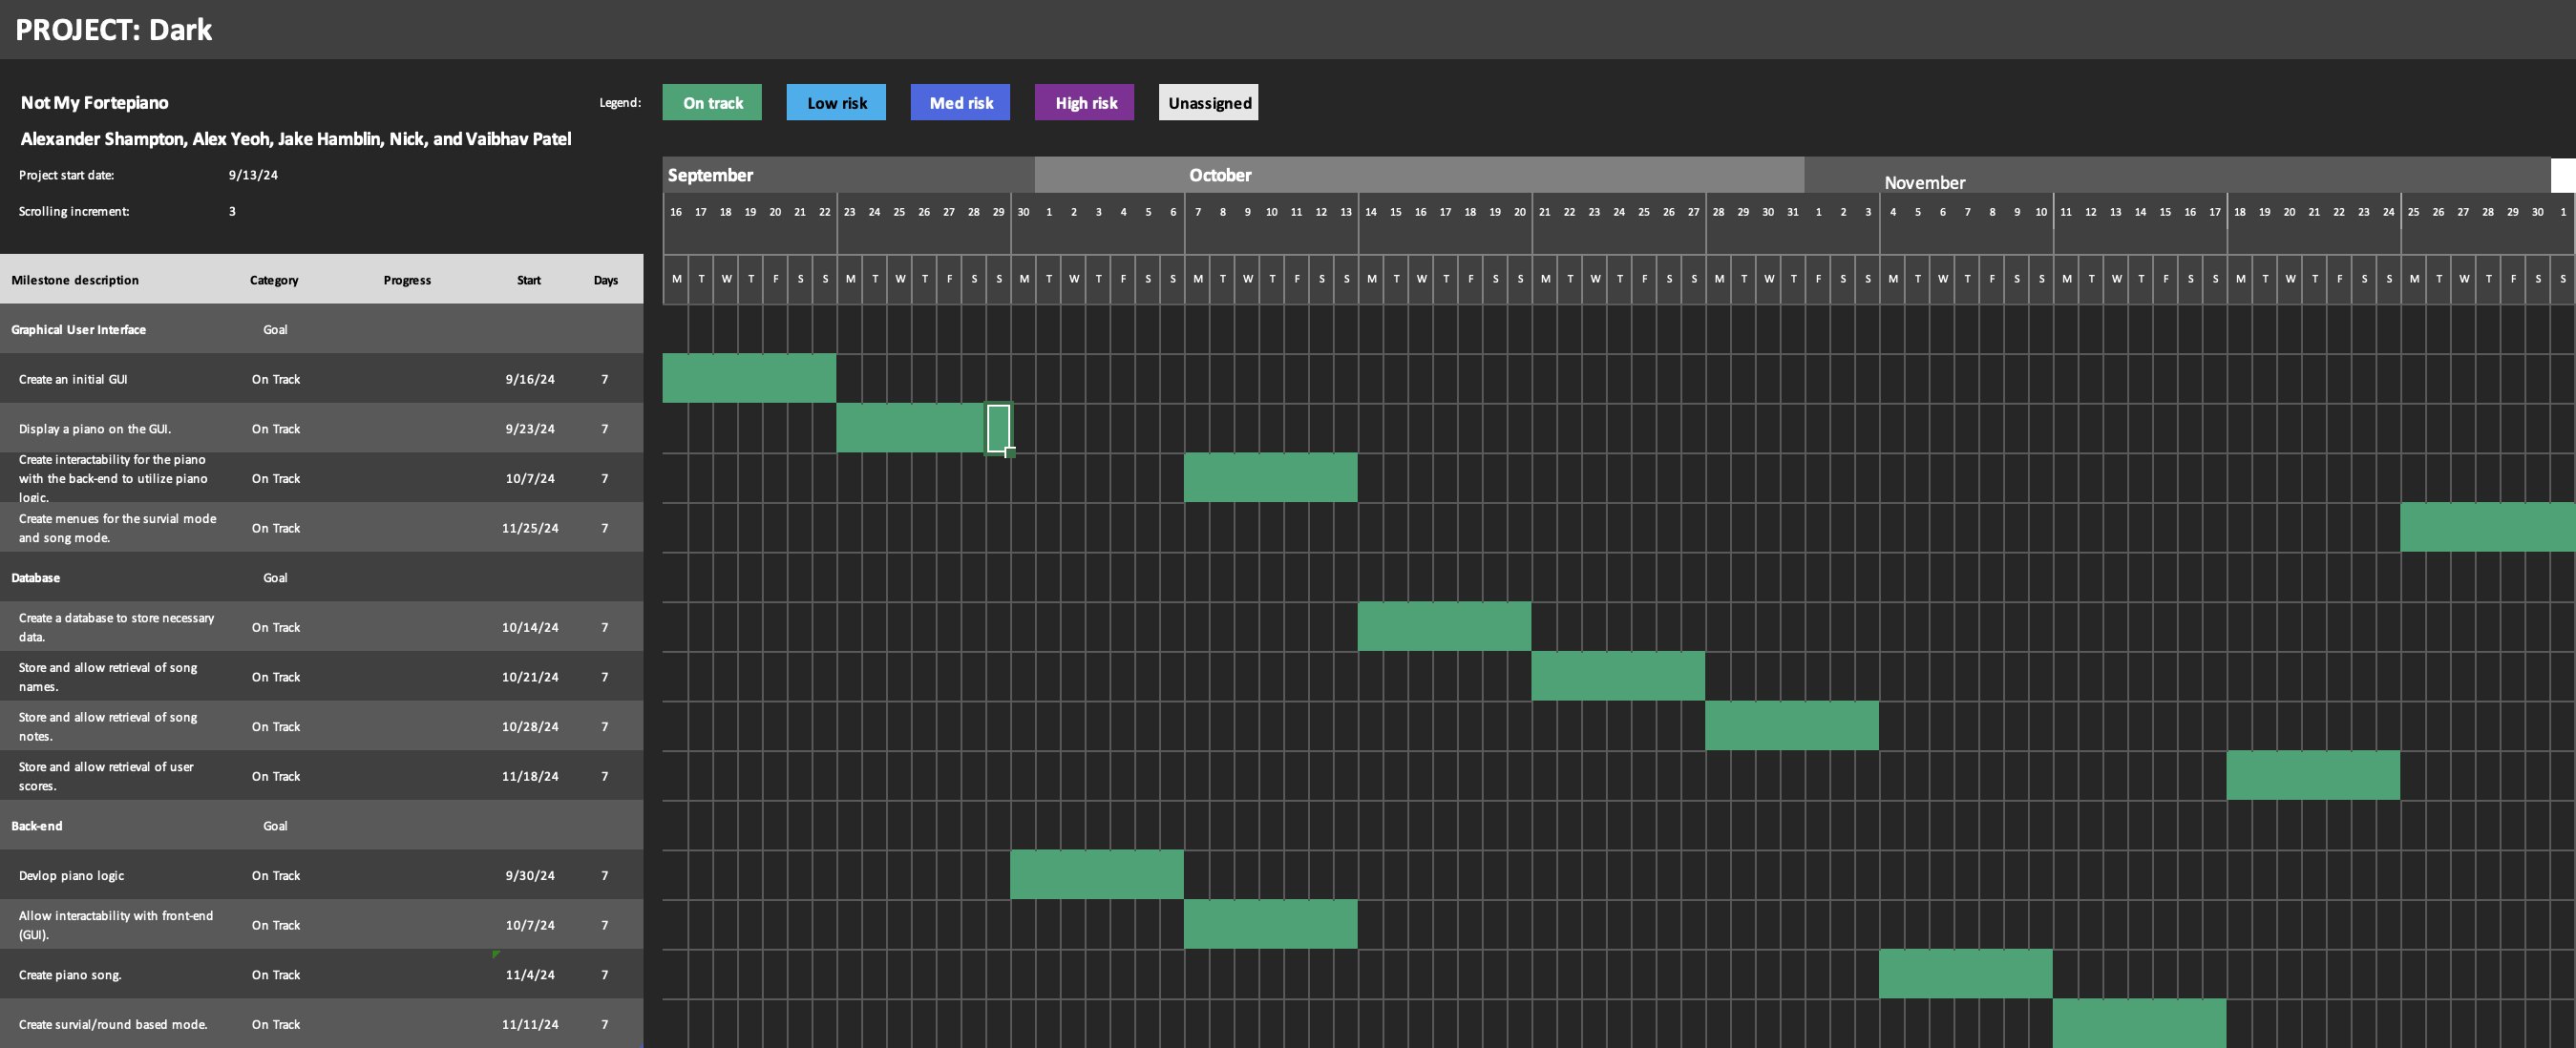 PROJECT: Dark
Not My Fortepiano
Legend: On track Low risk Med risk High risk Unassigned
Alexander Shampton, Alex Yeoh, Jake Hamblin, Nick, and Vaibhav Patel
Project start date: 9/13/24
Scrolling increment: 3
September October November
16 17 18 19 20 21 22 23 24 25 26 27 28 29 30 1 2 3 4 5 6 7 8 9 10 11 12 13 14 15 16 17 18 19 20 21 22 23 24 25 26 27 28 29 30 31 1 2 3 4 5 6 7 8 9 10 11 12 13 14 15 16 17 18 19 20 21 22 23 24 25 26 27 28 29 30 1
Milestone description Category Progress Start Days
M T W T F S S M T W T F S S M T W T F S S M T W T F S S M T W T F S S M T W T F S S M T W T F S S M T W T F S S M T W T F S S M T W T F S S M T W T F S S
Graphical User Interface Goal
Create an initial GUI On Track 9/16/24 7
Display a piano on the GUI. On Track 9/23/24 7
Create interactability for the piano
with the back-end to utilize piano On Track 10/7/24 7
logic.
Create menues for the survial mode
and song mode. On Track 11/25/24 7
Database Goal
Create a database to store necessary
data. On Track 10/14/24 7
Store and allow retrieval of song
names. On Track 10/21/24 7
Store and allow retrieval of song
notes. On Track 10/28/24 7
Store and allow retrieval of user
scores. On Track 11/18/24 7
Back-end Goal
Devlop piano logic On Track 9/30/24 7
Allow interactability with front-end
(GUI). On Track 10/7/24 7
Create piano song. On Track 11/4/24 7
Create survial/round based mode. On Track 11/11/24 7